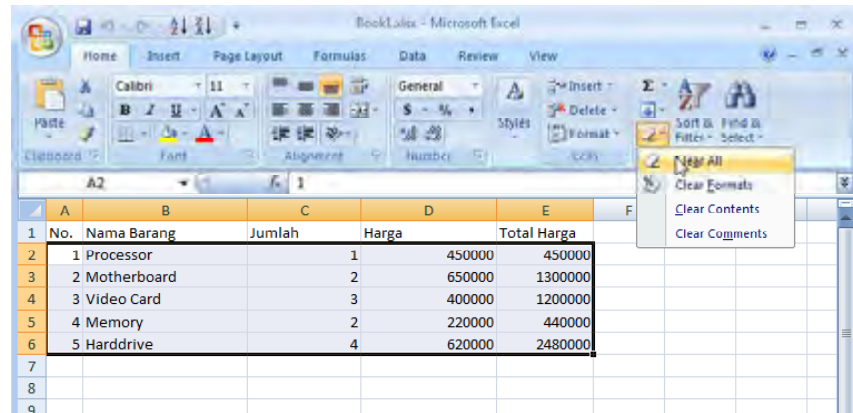 Book1.xlsx - Microsoft Excel
Home Insert Page Layout Formulas Data Review View
Paste
Calibri 11
B I U A A
General
$ % ,
Styles
Insert
Delete
Format
Σ
Sort & Filter
Find & Select
Clipboard Font Alignment Number Cells
Clear All
Clear Formats
Clear Contents
Clear Comments
A2 fx 1
A B C D E F
1 No. Nama Barang Jumlah Harga Total Harga
2 1 Processor 1 450000 450000
3 2 Motherboard 2 650000 1300000
4 3 Video Card 3 400000 1200000
5 4 Memory 2 220000 440000
6 5 Harddrive 4 620000 2480000
7
8
9